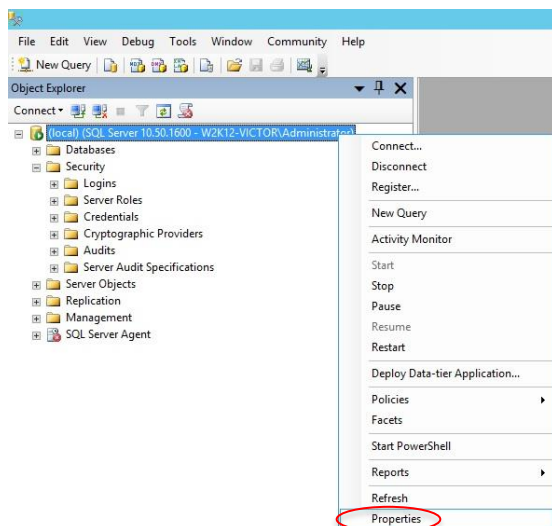 File Edit View Debug Tools Window Community Help
New Query
Object Explorer
Connect
(local) (SQL Server 10.50.1600 - W2K12-VICTOR\Administrator)
Databases
Security
Logins
Server Roles
Credentials
Cryptographic Providers
Audits
Server Audit Specifications
Server Objects
Replication
Management
SQL Server Agent
Connect...
Disconnect
Register...
New Query
Activity Monitor
Start
Stop
Pause
Resume
Restart
Deploy Data-tier Application...
Policies
Facets
Start PowerShell
Reports
Refresh
Properties